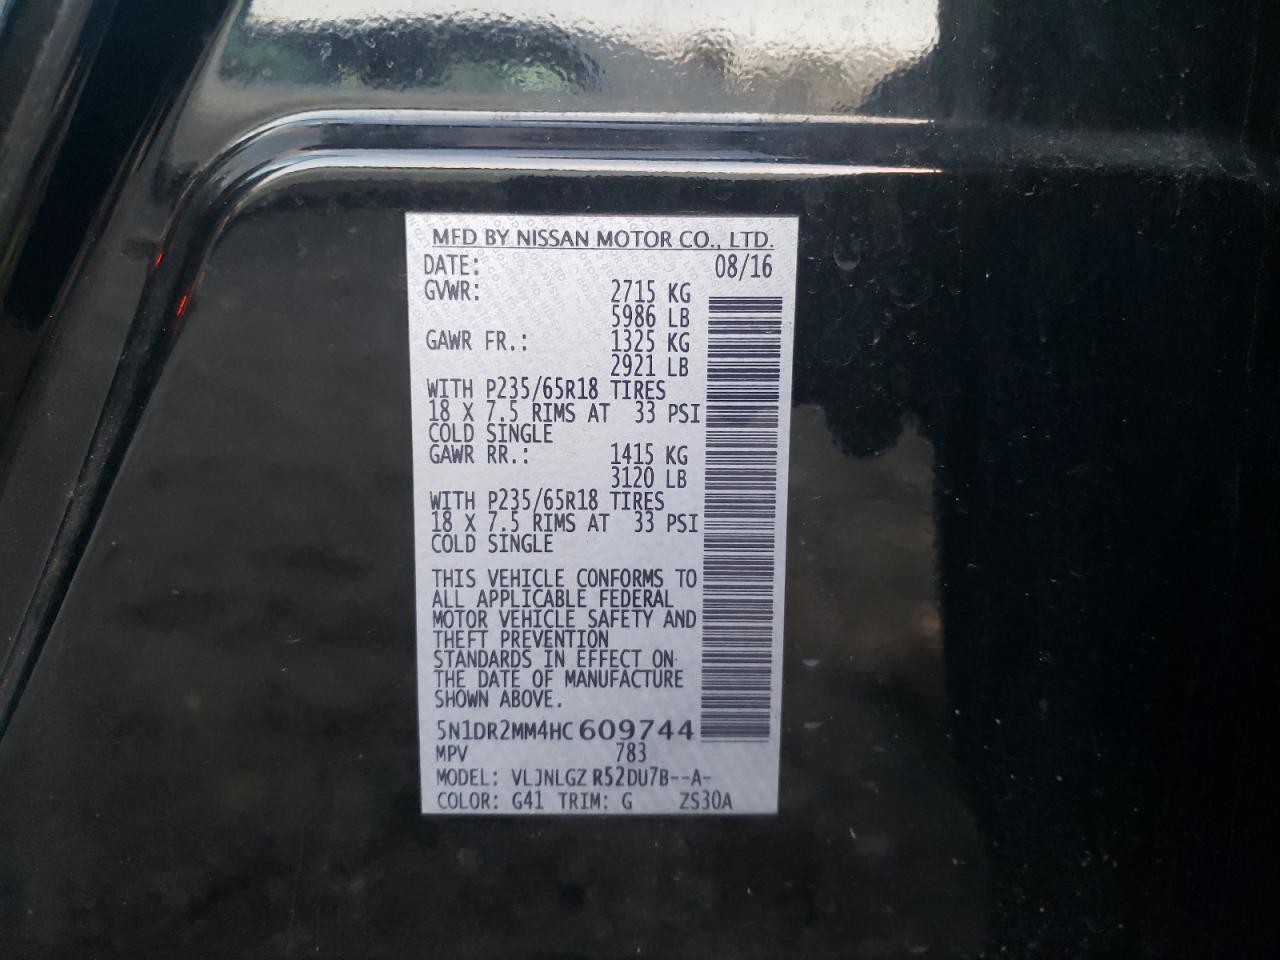 MFD BY NISSAN MOTOR CO., LTD.
DATE: 08/16
GVWR: 2715 KG
5986 LB
GAWR FR.: 1325 KG
2921 LB
WITH P235/65R18 TIRES
18 X 7.5 RIMS AT 33 PSI
COLD SINGLE
GAWR RR.: 1415 KG
3120 LB
WITH P235/65R18 TIRES
18 X 7.5 RIMS AT 33 PSI
COLD SINGLE
THIS VEHICLE CONFORMS TO
ALL APPLICABLE FEDERAL
MOTOR VEHICLE SAFETY AND
THEFT PREVENTION
STANDARDS IN EFFECT ON
THE DATE OF MANUFACTURE
SHOWN ABOVE.
5N1DR2MM4HC 609744
MPV 783
MODEL: VLJNLGZ R52DU7B--A-
COLOR: G41 TRIM: G ZS30A